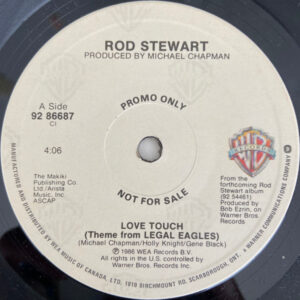 ROD STEWART
PRODUCED BY MICHAEL CHAPMAN
A Side
92 86687
CI
PROMO ONLY
4:06
The Makiki
Publishing Co.
Ltd./Arista
Music, Inc.
ASCAP
NOT FOR SALE
From the
forthcoming Rod
Stewart album
(92 54461)
Produced by
Bob Ezrin, on
Warner Bros.
Records
LOVE TOUCH
(Theme from LEGAL EAGLES)
(Michael Chapman/Holly Knight/Gene Black)
℗ 1986 WEA Records Inc.
All rights in the U.S. controlled by
Warner Bros. Records Inc.
MANUFACTURED AND DISTRIBUTED BY WEA MUSIC OF CANADA, LTD. 1810 BIRCHMOUNT RD. SCARBOROUGH, ONT.